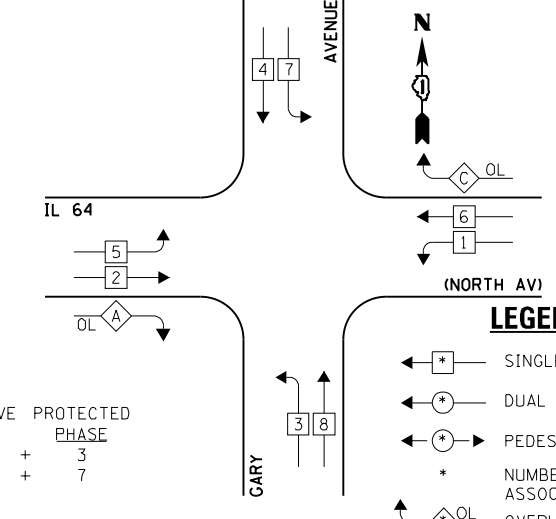 AVENUE
N
4 7
C OL
IL 64
6
5
1
2
(NORTH AV)
A
OL
LEGE
* SINGL
* DUAL
VE PROTECTED
PHASE
+ 3
+ 7
3 8
* PEDES
* NUMBE
ASSOC
GARY
* OL OVERL